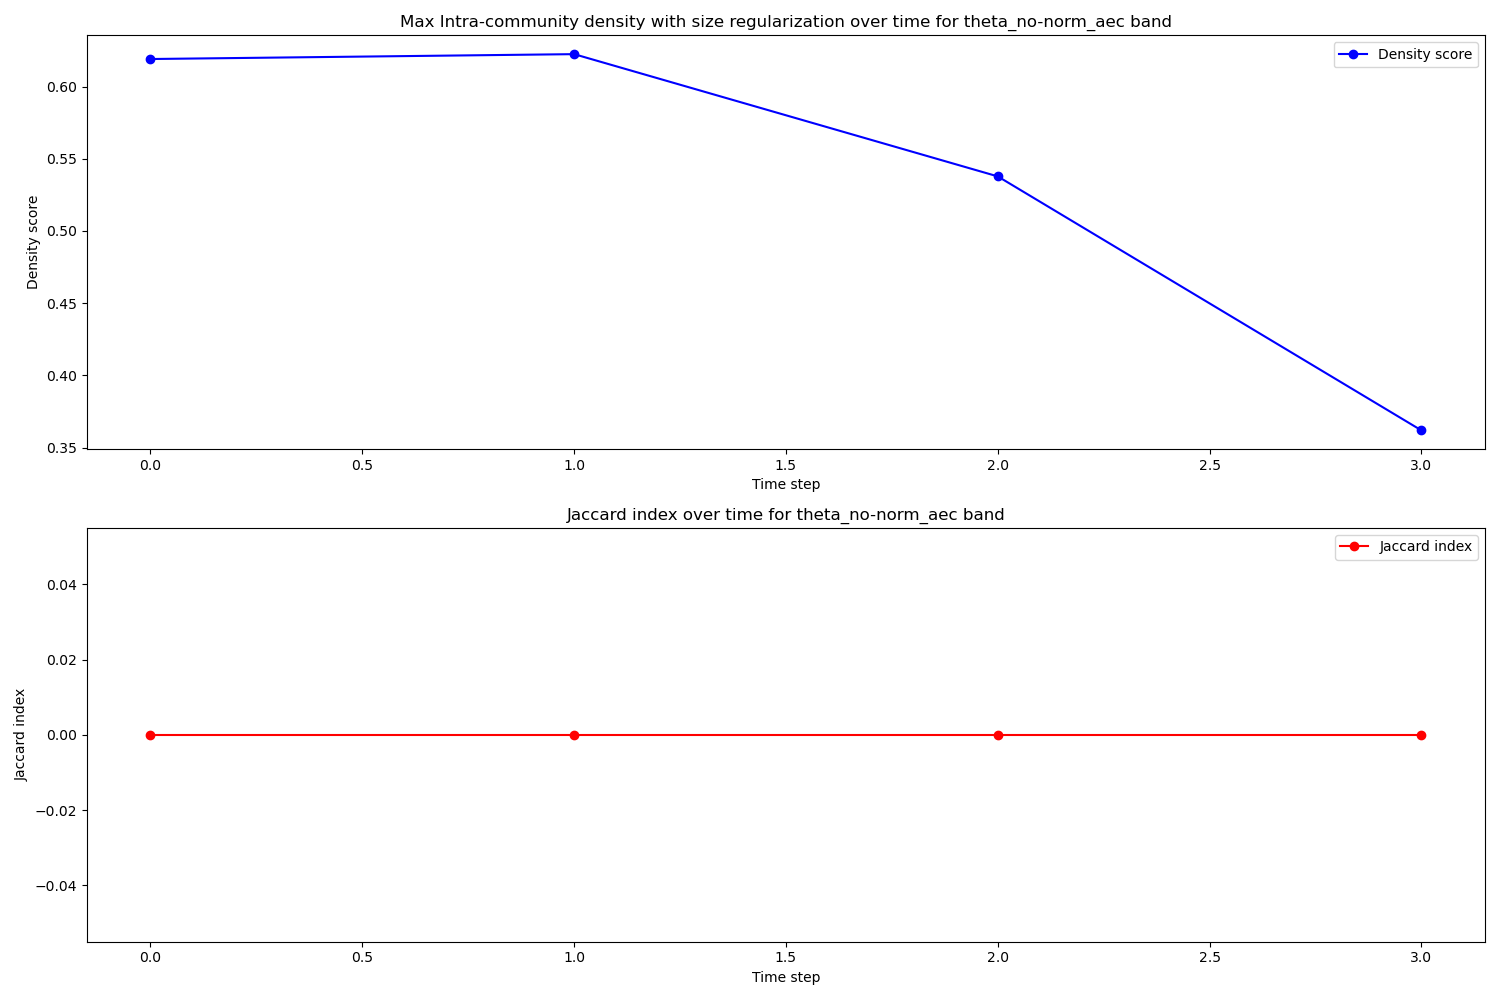 Max Intra-community density with size regularization over time for theta_no-norm_aec band
Density score
0.60
0.55
0.50
0.45
0.40
0.35
Density score
0.0 0.5 1.0 1.5 2.0 2.5 3.0
Time step
Jaccard index over time for theta_no-norm_aec band
Jaccard index
0.04
0.02
0.00
−0.02
−0.04
Jaccard index
0.0 0.5 1.0 1.5 2.0 2.5 3.0
Time step